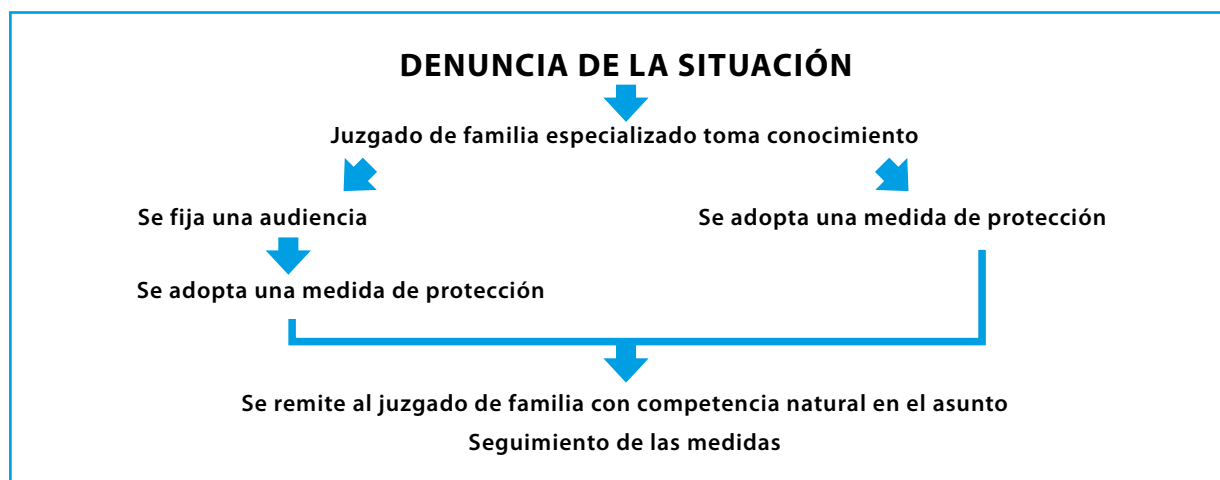 DENUNCIA DE LA SITUACIÓN
Juzgado de familia especializado toma conocimiento
Se fija una audiencia
Se adopta una medida de protección
Se adopta una medida de protección
Se remite al juzgado de familia con competencia natural en el asunto
Seguimiento de las medidas